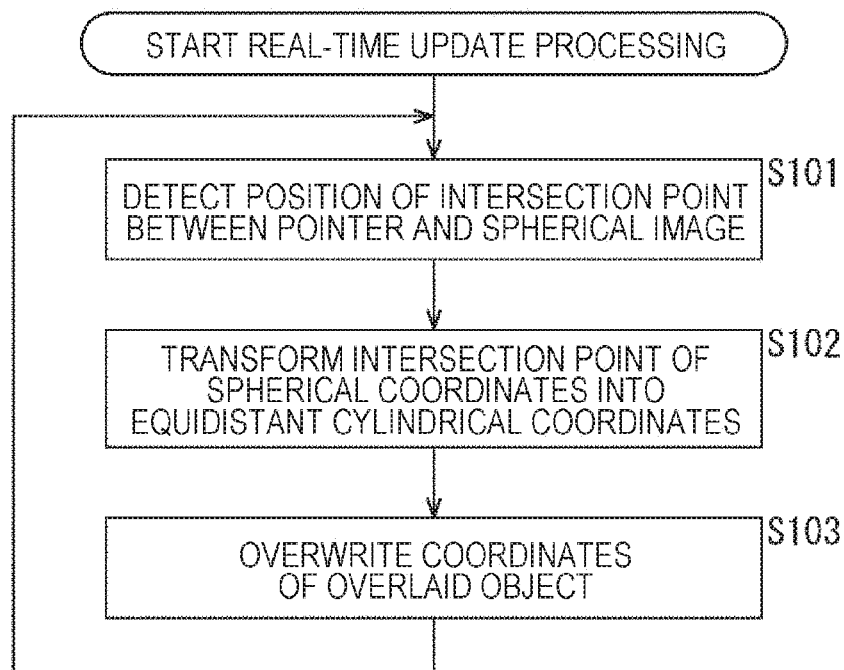 START REAL-TIME UPDATE PROCESSING
S101
DETECT POSITION OF INTERSECTION POINT
BETWEEN POINTER AND SPHERICAL IMAGE
S102
TRANSFORM INTERSECTION POINT OF
SPHERICAL COORDINATES INTO
EQUIDISTANT CYLINDRICAL COORDINATES
S103
OVERWRITE COORDINATES
OF OVERLAID OBJECT